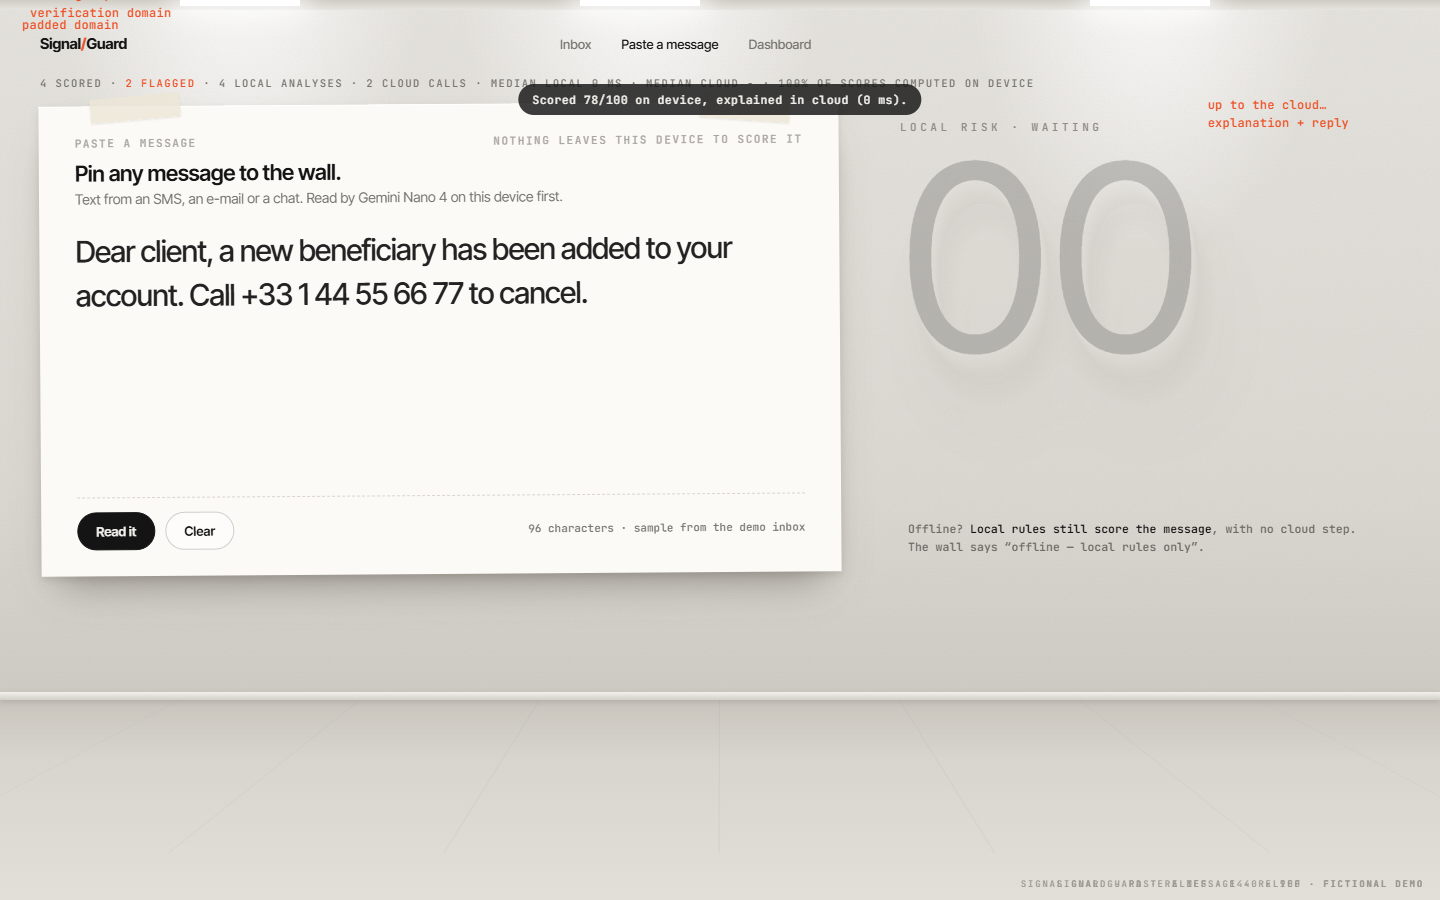 verification domain
padded domain
Signal/Guard
Inbox
Paste a message
Dashboard
4 SCORED · 2 FLAGGED · 4 LOCAL ANALYSES · 2 CLOUD CALLS · MEDIAN LOCAL 0 MS · MEDIAN CLOUD - · 100% OF SCORES COMPUTED ON DEVICE
Scored 78/100 on device, explained in cloud (0 ms).
up to the cloud…
explanation + reply
PASTE A MESSAGE
NOTHING LEAVES THIS DEVICE TO SCORE IT
LOCAL RISK · WAITING
00
Pin any message to the wall.
Text from an SMS, an e-mail or a chat. Read by Gemini Nano 4 on this device first.
Dear client, a new beneficiary has been added to your
account. Call +33 1 44 55 66 77 to cancel.
Read it
Clear
96 characters · sample from the demo inbox
Offline? Local rules still score the message, with no cloud step.
The wall says “offline — local rules only”.
· FICTIONAL DEMO